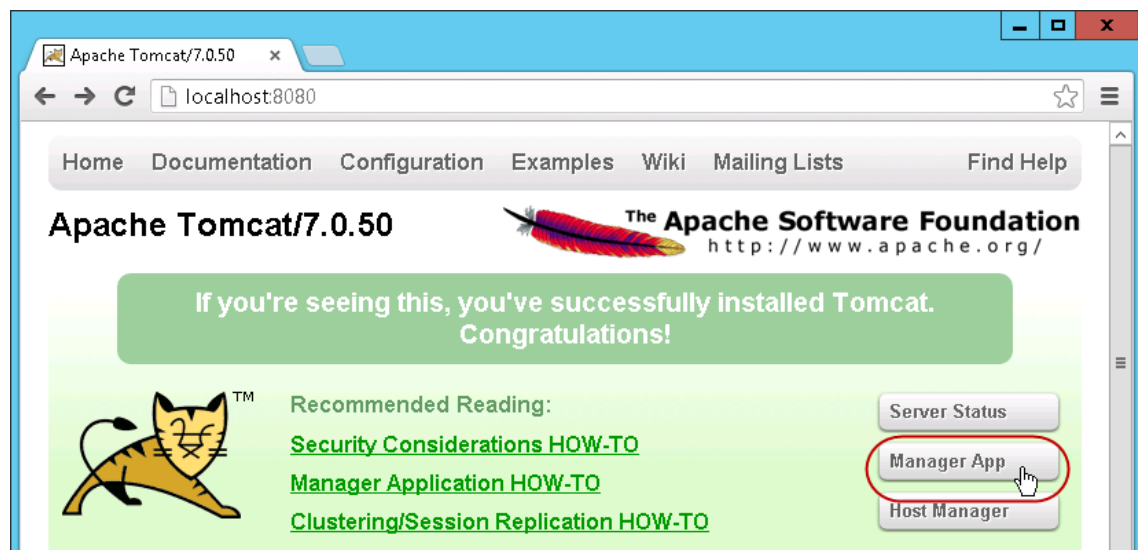 Apache Tomcat/7.0.50
localhost:8080
Home Documentation Configuration Examples Wiki Mailing Lists Find Help
Apache Tomcat/7.0.50
The Apache Software Foundation
http://www.apache.org/
If you're seeing this, you've successfully installed Tomcat.
Congratulations!
TM
Recommended Reading:
Security Considerations HOW-TO
Manager Application HOW-TO
Clustering/Session Replication HOW-TO
Server Status
Manager App
Host Manager